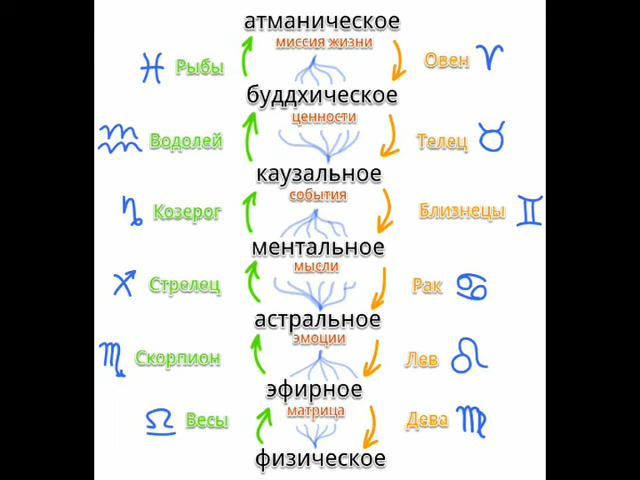 атманическое
миссия жизни
Рыбы
Овен
буддхическое
ценности
Водолей
Телец
каузальное
события
Козерог
Близнецы
ментальное
мысли
Стрелец
Рак
астральное
эмоции
Скорпион
Лев
эфирное
матрица
Весы
Дева
физическое